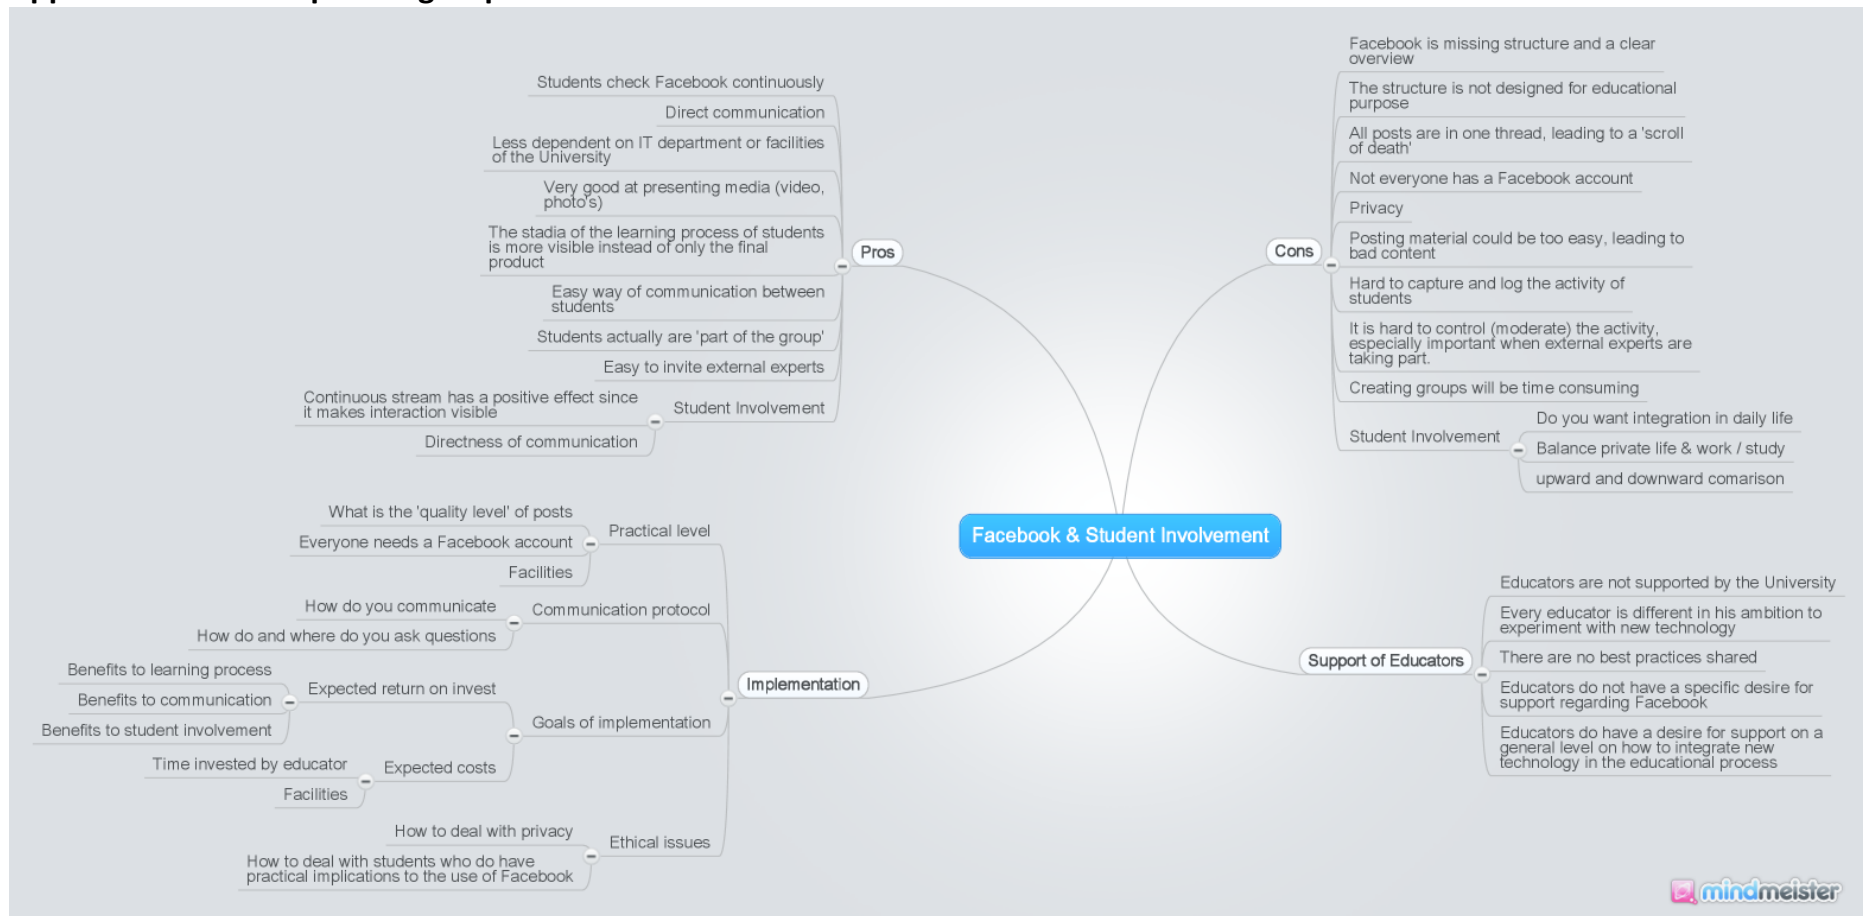 Facebook & Student Involvement
Pros
Students check Facebook continuously
Direct communication
Less dependent on IT department or facilities
of the University
Very good at presenting media (video,
photo's)
The stadia of the learning process of students
is more visible instead of only the final
product
Easy way of communication between
students
Students actually are 'part of the group'
Easy to invite external experts
Student Involvement
Continuous stream has a positive effect since
it makes interaction visible
Directness of communication
Cons
Facebook is missing structure and a clear
overview
The structure is not designed for educational
purpose
All posts are in one thread, leading to a 'scroll
of death'
Not everyone has a Facebook account
Privacy
Posting material could be too easy, leading to
bad content
Hard to capture and log the activity of
students
It is hard to control (moderate) the activity,
especially important when external experts are
taking part.
Creating groups will be time consuming
Student Involvement
Do you want integration in daily life
Balance private life & work / study
upward and downward comarison
Implementation
Practical level
What is the 'quality level' of posts
Everyone needs a Facebook account
Facilities
Communication protocol
How do you communicate
How do and where do you ask questions
Goals of implementation
Expected return on invest
Benefits to learning process
Benefits to communication
Benefits to student involvement
Expected costs
Time invested by educator
Facilities
Ethical issues
How to deal with privacy
How to deal with students who do have
practical implications to the use of Facebook
Support of Educators
Educators are not supported by the University
Every educator is different in his ambition to
experiment with new technology
There are no best practices shared
Educators do not have a specific desire for
support regarding Facebook
Educators do have a desire for support on a
general level on how to integrate new
technology in the educational process
mindmeister